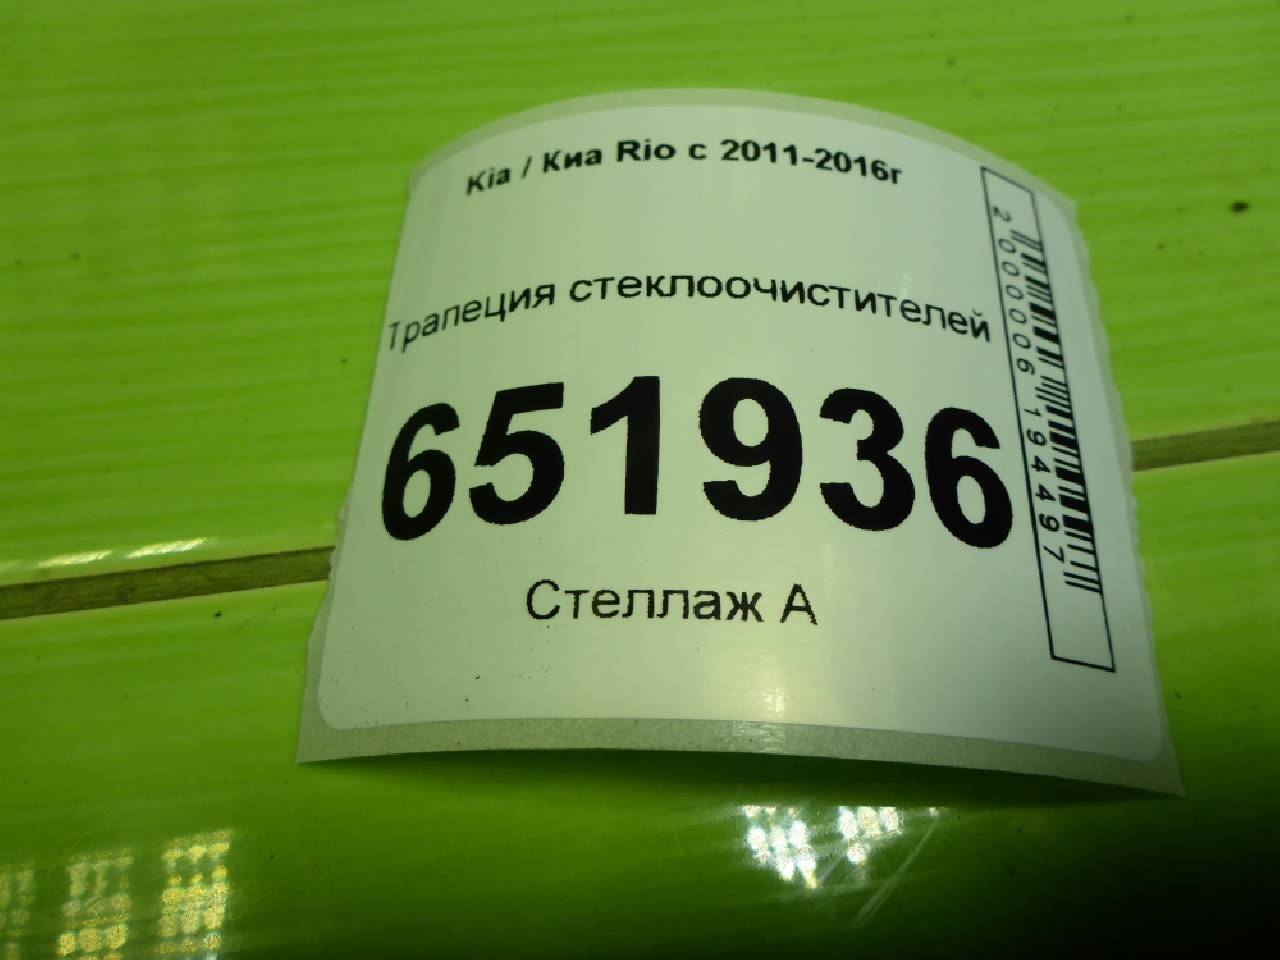 Kia / Киа Rio с 2011-2016г
Трапеция стеклоочистителей
651936
Стеллаж А
2000006194497